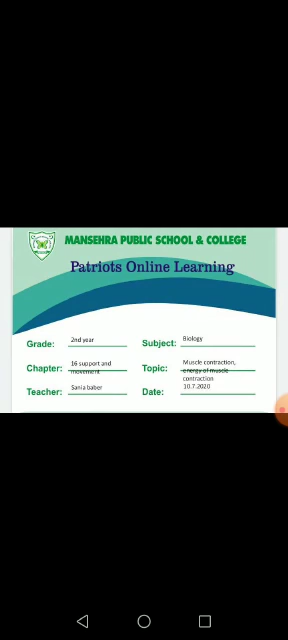 MANSEHRA PUBLIC SCHOOL & COLLEGE
Patriots Online Learning
Grade: 2nd year
Subject: Biology
Chapter: 16 support and movement
Topic: Muscle contraction, energy of muscle contraction
Teacher: Sania baber
Date: 10.7.2020